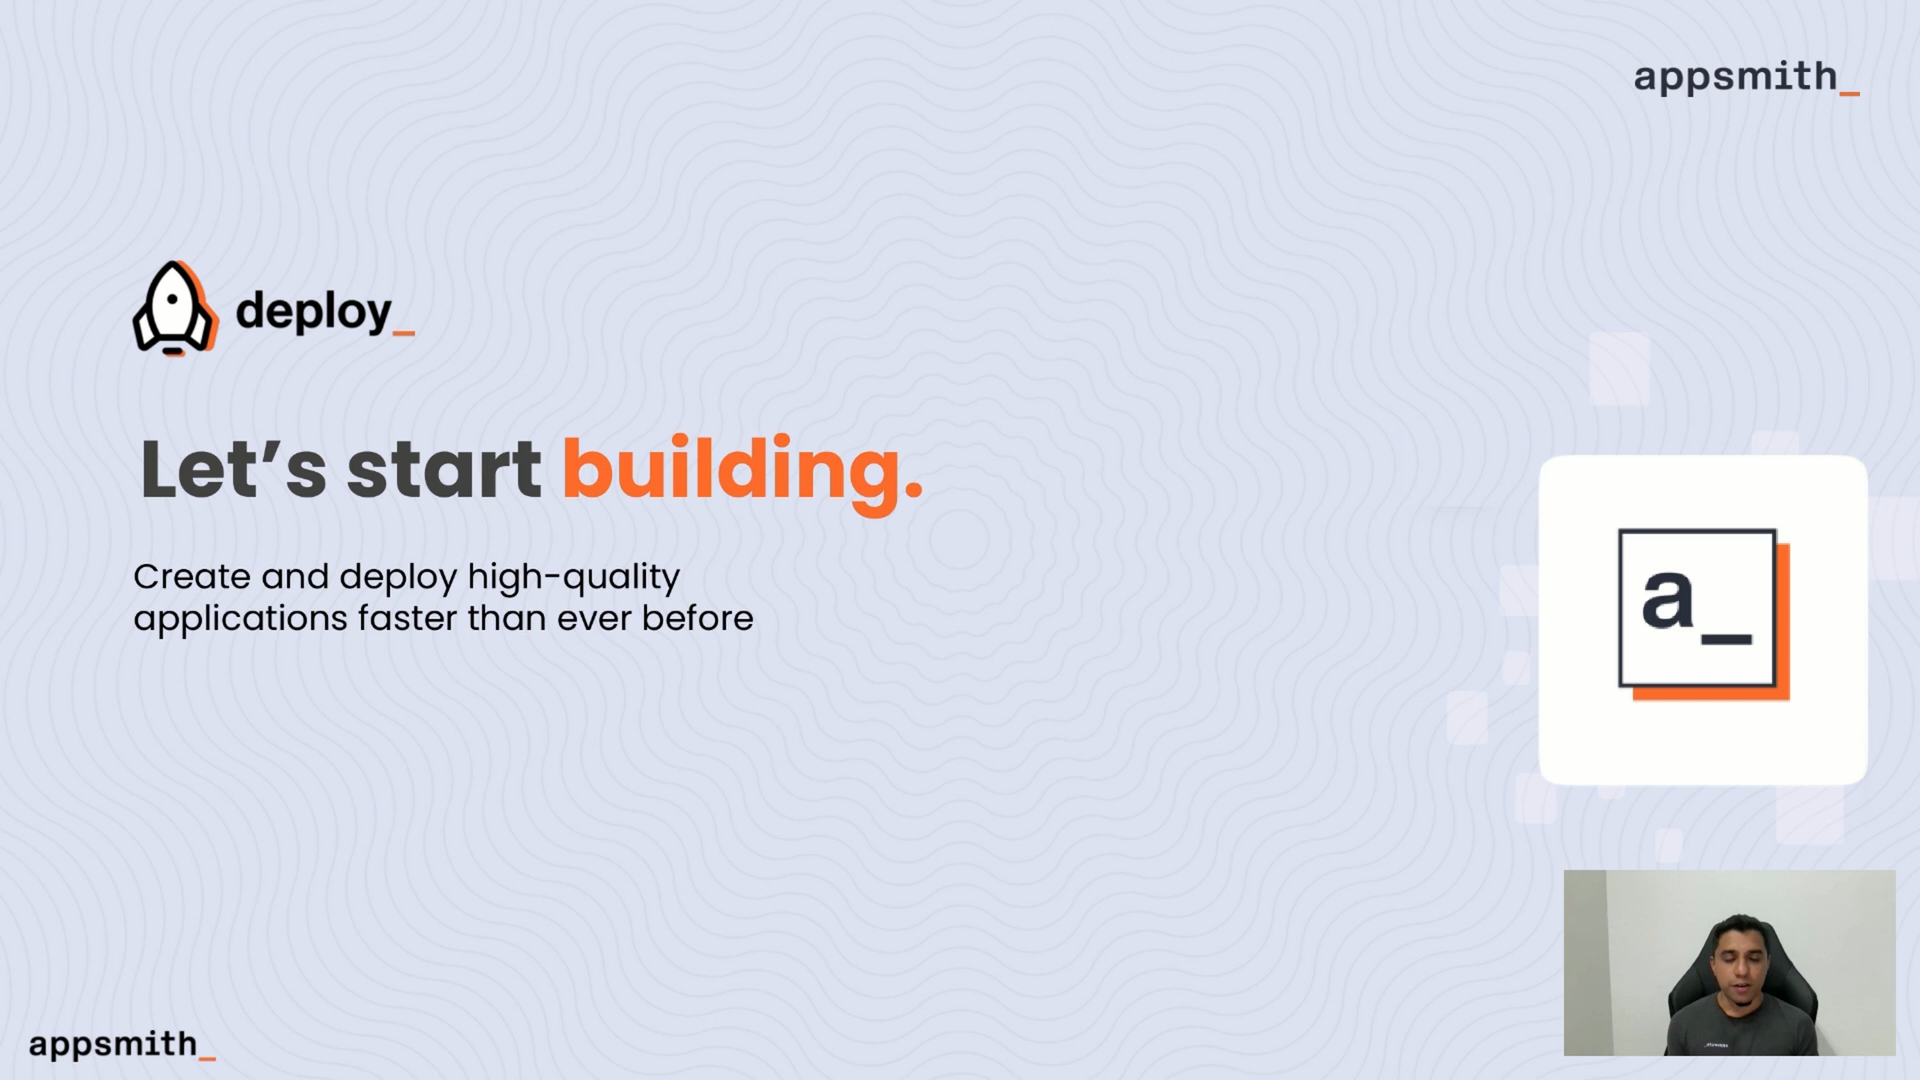 appsmith_
deploy_
Let’s start building.
Create and deploy high-quality
applications faster than ever before
a_
appsmith_